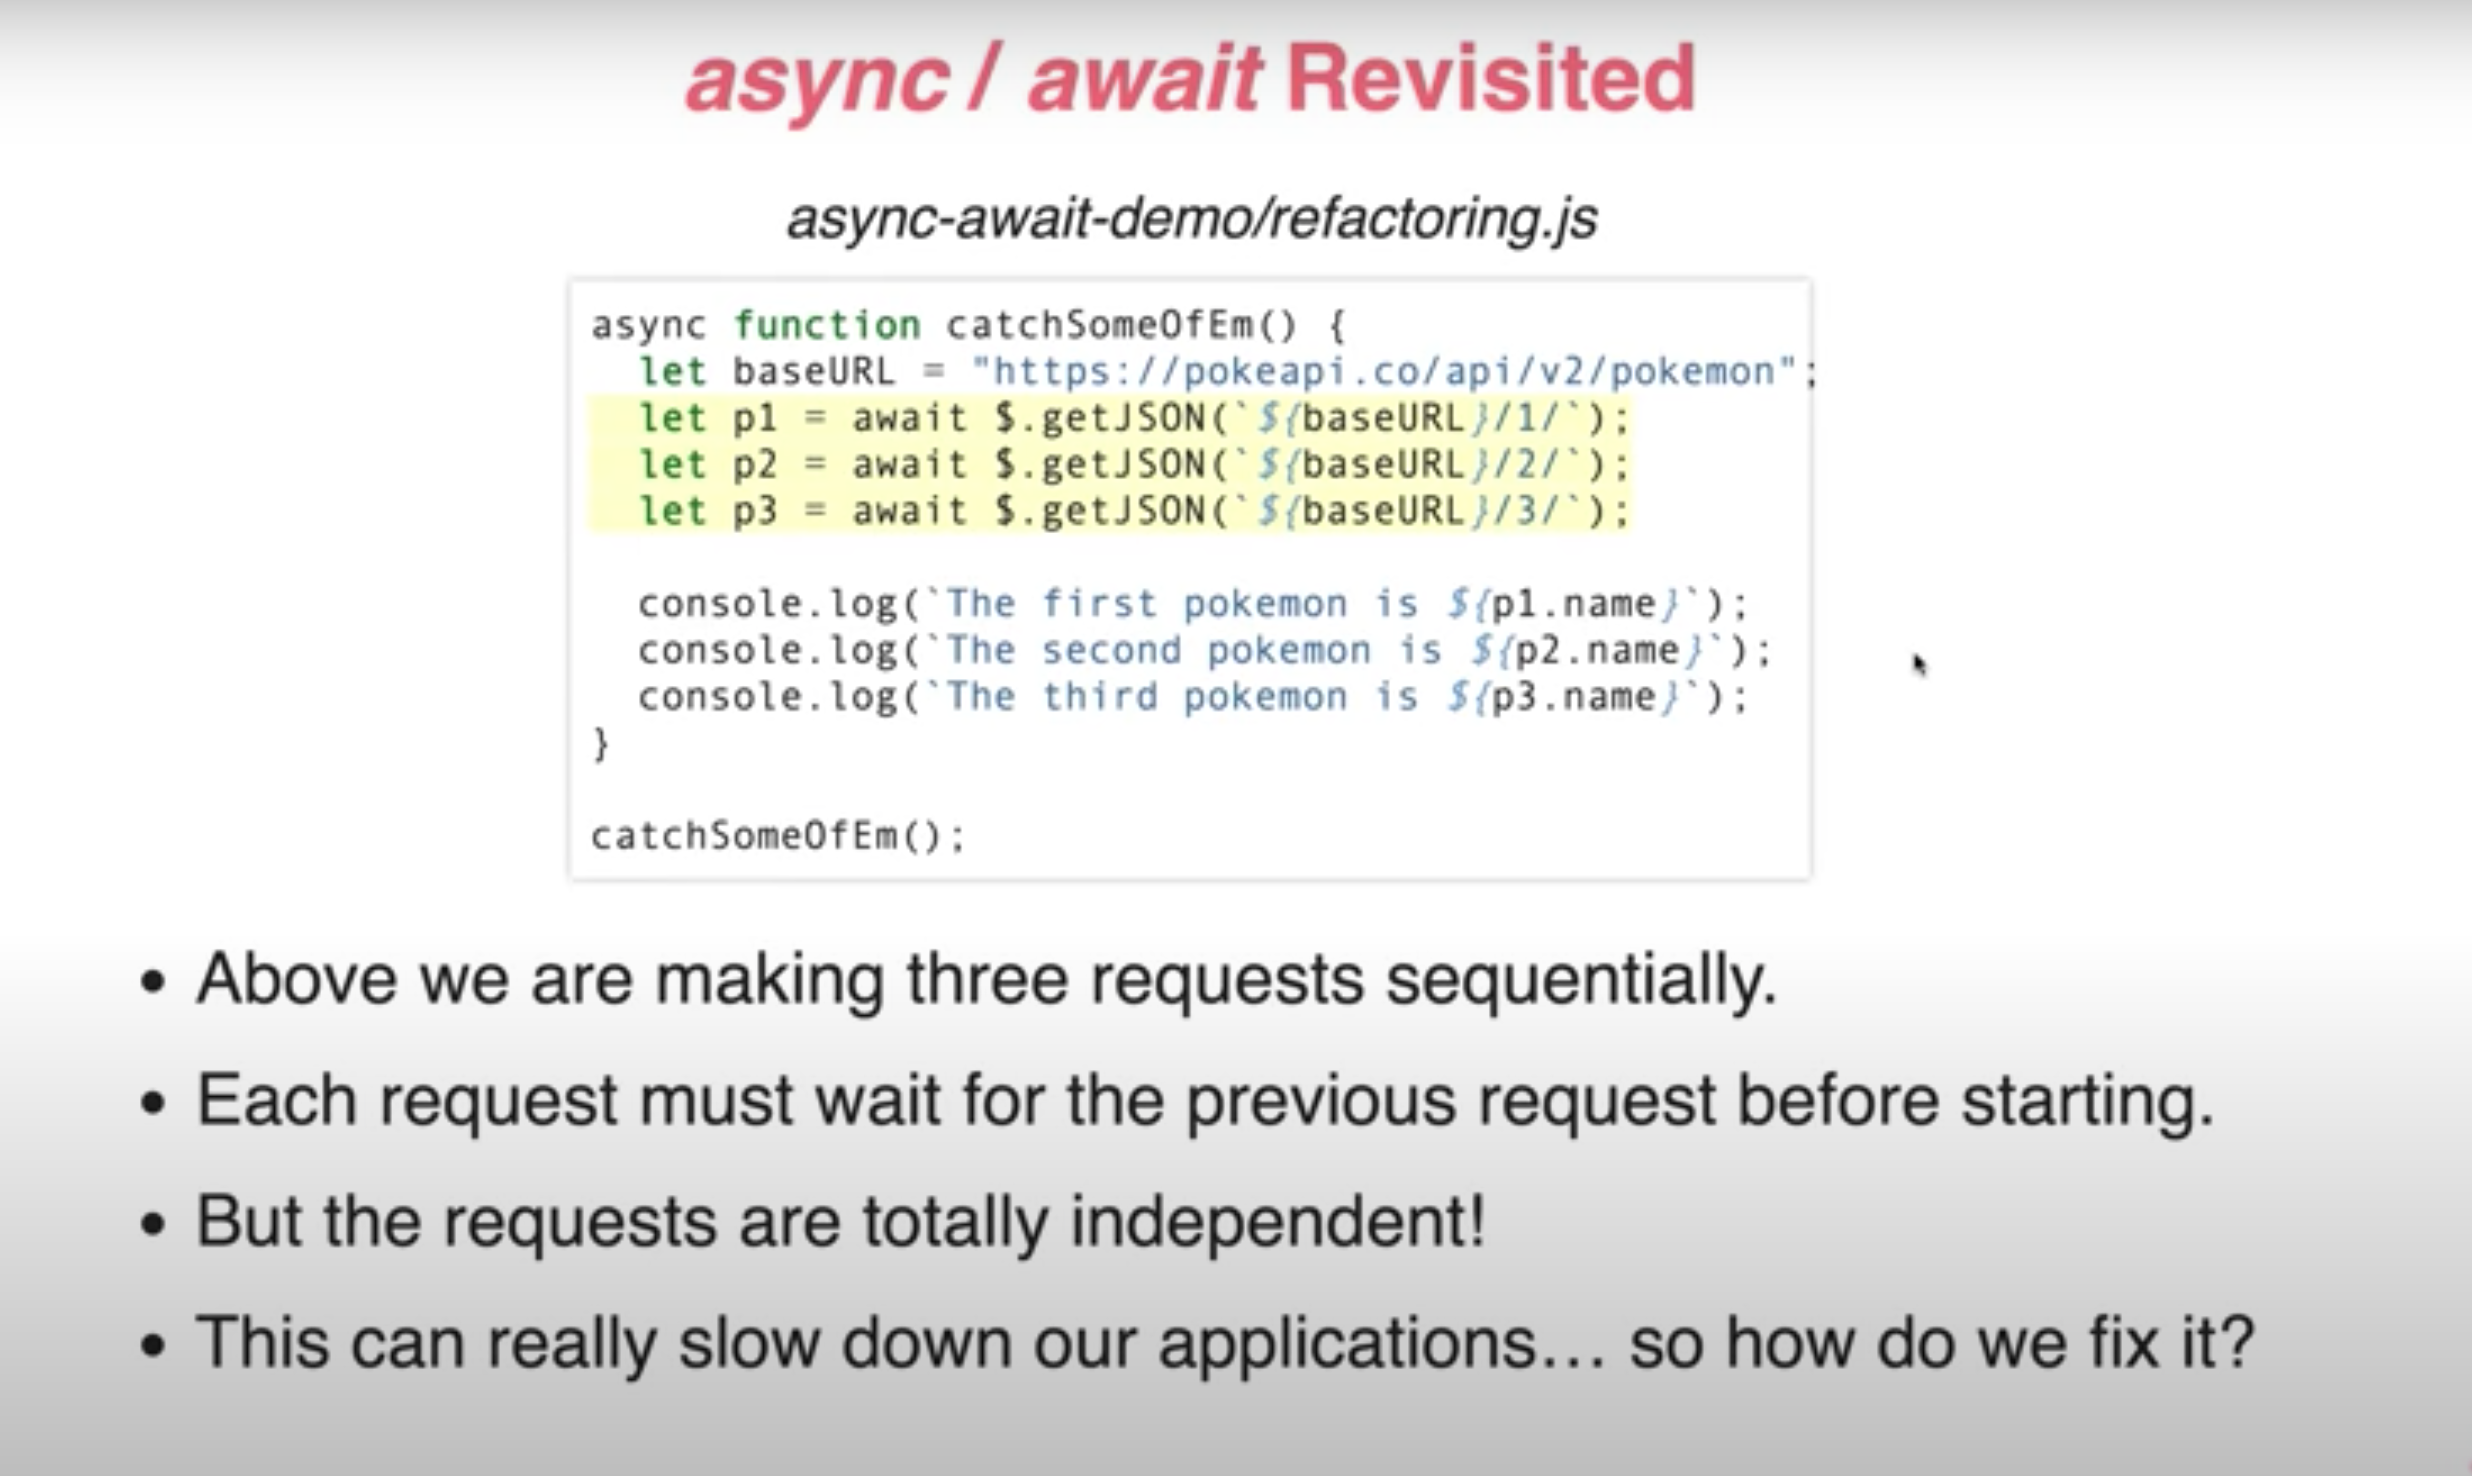 async / await Revisited
async-await-demo/refactoring.js
async function catchSomeOfEm() {
  let baseURL = "https://pokeapi.co/api/v2/pokemon";
  let p1 = await $.getJSON(`${baseURL}/1/`);
  let p2 = await $.getJSON(`${baseURL}/2/`);
  let p3 = await $.getJSON(`${baseURL}/3/`);

  console.log(`The first pokemon is ${p1.name}`);
  console.log(`The second pokemon is ${p2.name}`);
  console.log(`The third pokemon is ${p3.name}`);
}

catchSomeOfEm();
• Above we are making three requests sequentially.
• Each request must wait for the previous request before starting.
• But the requests are totally independent!
• This can really slow down our applications… so how do we fix it?